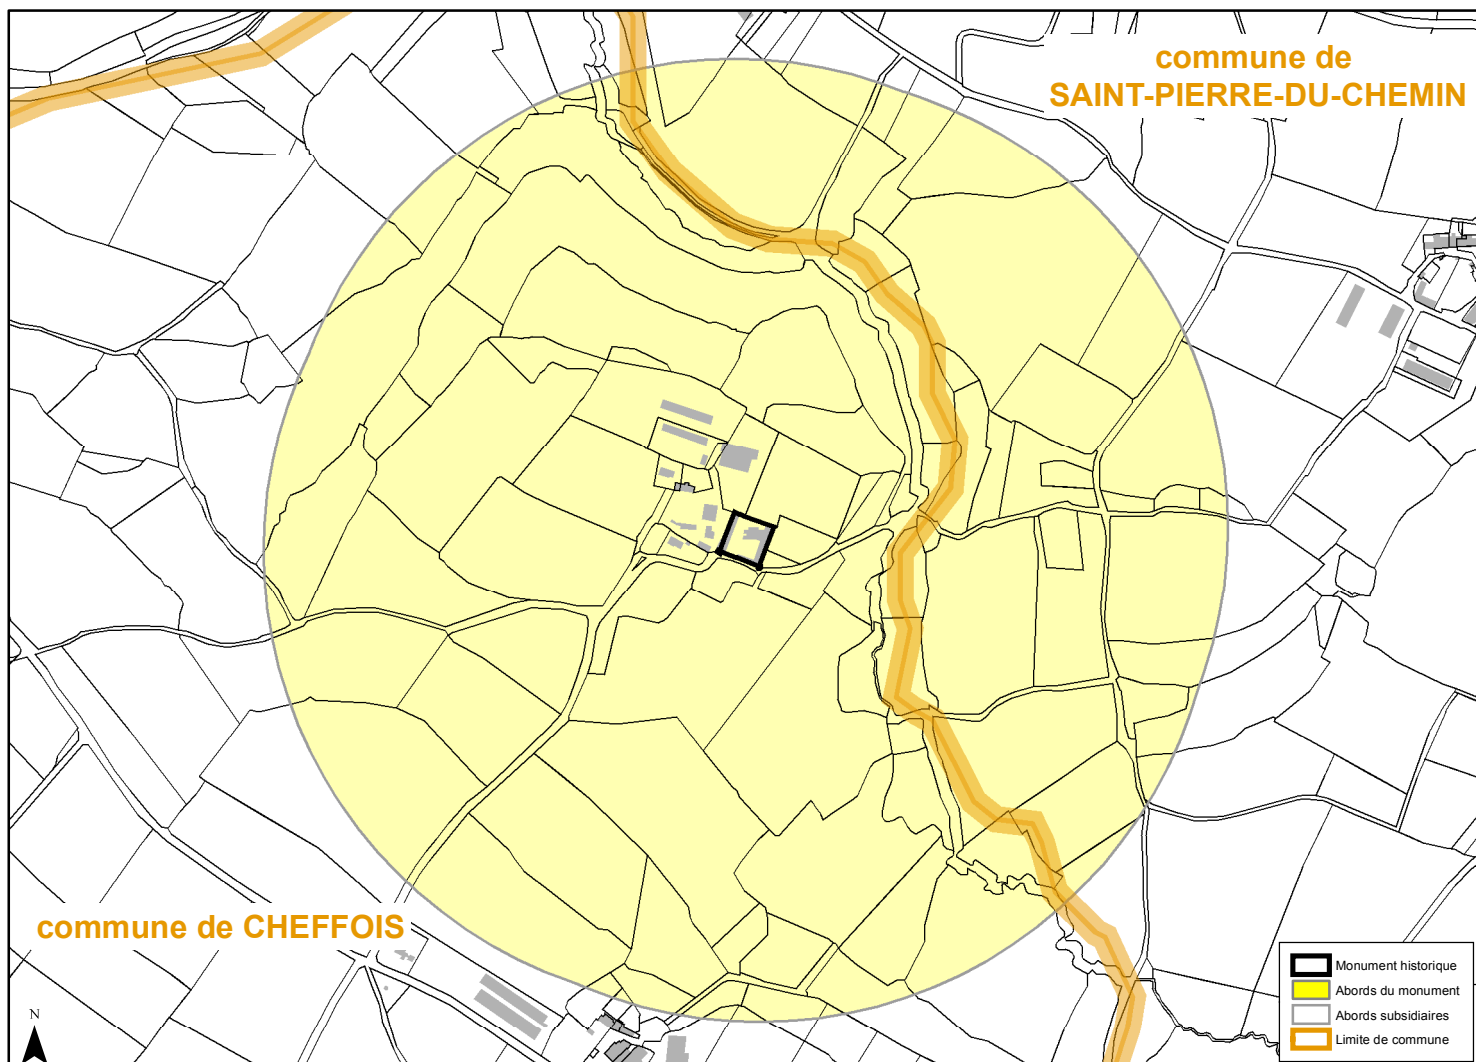 commune de
SAINT-PIERRE-DU-CHEMIN
commune de CHEFFOIS
Monument historique
Abords du monument
Abords subsidiaires
Limite de commune
N